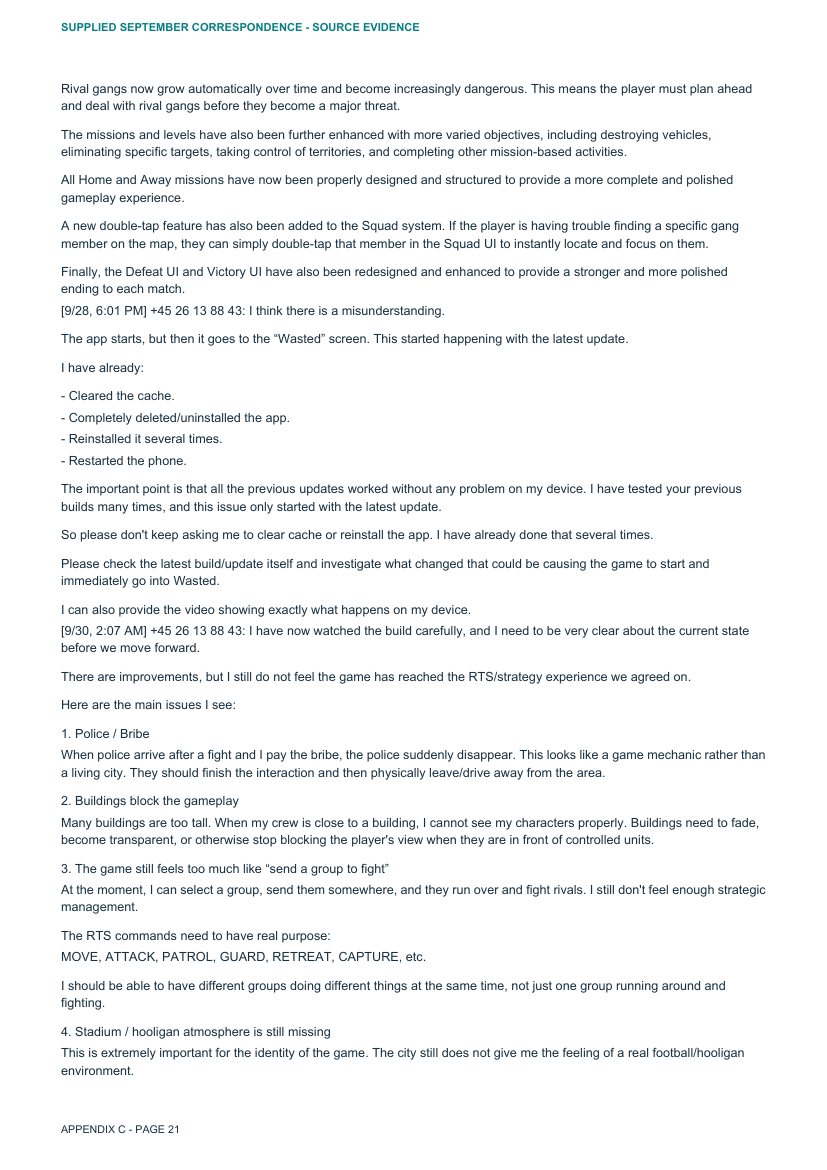 SUPPLIED SEPTEMBER CORRESPONDENCE - SOURCE EVIDENCE
Rival gangs now grow automatically over time and become increasingly dangerous. This means the player must plan ahead
and deal with rival gangs before they become a major threat.
The missions and levels have also been further enhanced with more varied objectives, including destroying vehicles,
eliminating specific targets, taking control of territories, and completing other mission-based activities.
All Home and Away missions have now been properly designed and structured to provide a more complete and polished
gameplay experience.
A new double-tap feature has also been added to the Squad system. If the player is having trouble finding a specific gang
member on the map, they can simply double-tap that member in the Squad UI to instantly locate and focus on them.
Finally, the Defeat UI and Victory UI have also been redesigned and enhanced to provide a stronger and more polished
ending to each match.
[9/28, 6:01 PM] +45 26 13 88 43: I think there is a misunderstanding.
The app starts, but then it goes to the “Wasted” screen. This started happening with the latest update.
I have already:
- Cleared the cache.
- Completely deleted/uninstalled the app.
- Reinstalled it several times.
- Restarted the phone.
The important point is that all the previous updates worked without any problem on my device. I have tested your previous
builds many times, and this issue only started with the latest update.
So please don't keep asking me to clear cache or reinstall the app. I have already done that several times.
Please check the latest build/update itself and investigate what changed that could be causing the game to start and
immediately go into Wasted.
I can also provide the video showing exactly what happens on my device.
[9/30, 2:07 AM] +45 26 13 88 43: I have now watched the build carefully, and I need to be very clear about the current state
before we move forward.
There are improvements, but I still do not feel the game has reached the RTS/strategy experience we agreed on.
Here are the main issues I see:
1. Police / Bribe
When police arrive after a fight and I pay the bribe, the police suddenly disappear. This looks like a game mechanic rather than
a living city. They should finish the interaction and then physically leave/drive away from the area.
2. Buildings block the gameplay
Many buildings are too tall. When my crew is close to a building, I cannot see my characters properly. Buildings need to fade,
become transparent, or otherwise stop blocking the player's view when they are in front of controlled units.
3. The game still feels too much like “send a group to fight”
At the moment, I can select a group, send them somewhere, and they run over and fight rivals. I still don't feel enough strategic
management.
The RTS commands need to have real purpose:
MOVE, ATTACK, PATROL, GUARD, RETREAT, CAPTURE, etc.
I should be able to have different groups doing different things at the same time, not just one group running around and
fighting.
4. Stadium / hooligan atmosphere is still missing
This is extremely important for the identity of the game. The city still does not give me the feeling of a real football/hooligan
environment.
APPENDIX C - PAGE 21